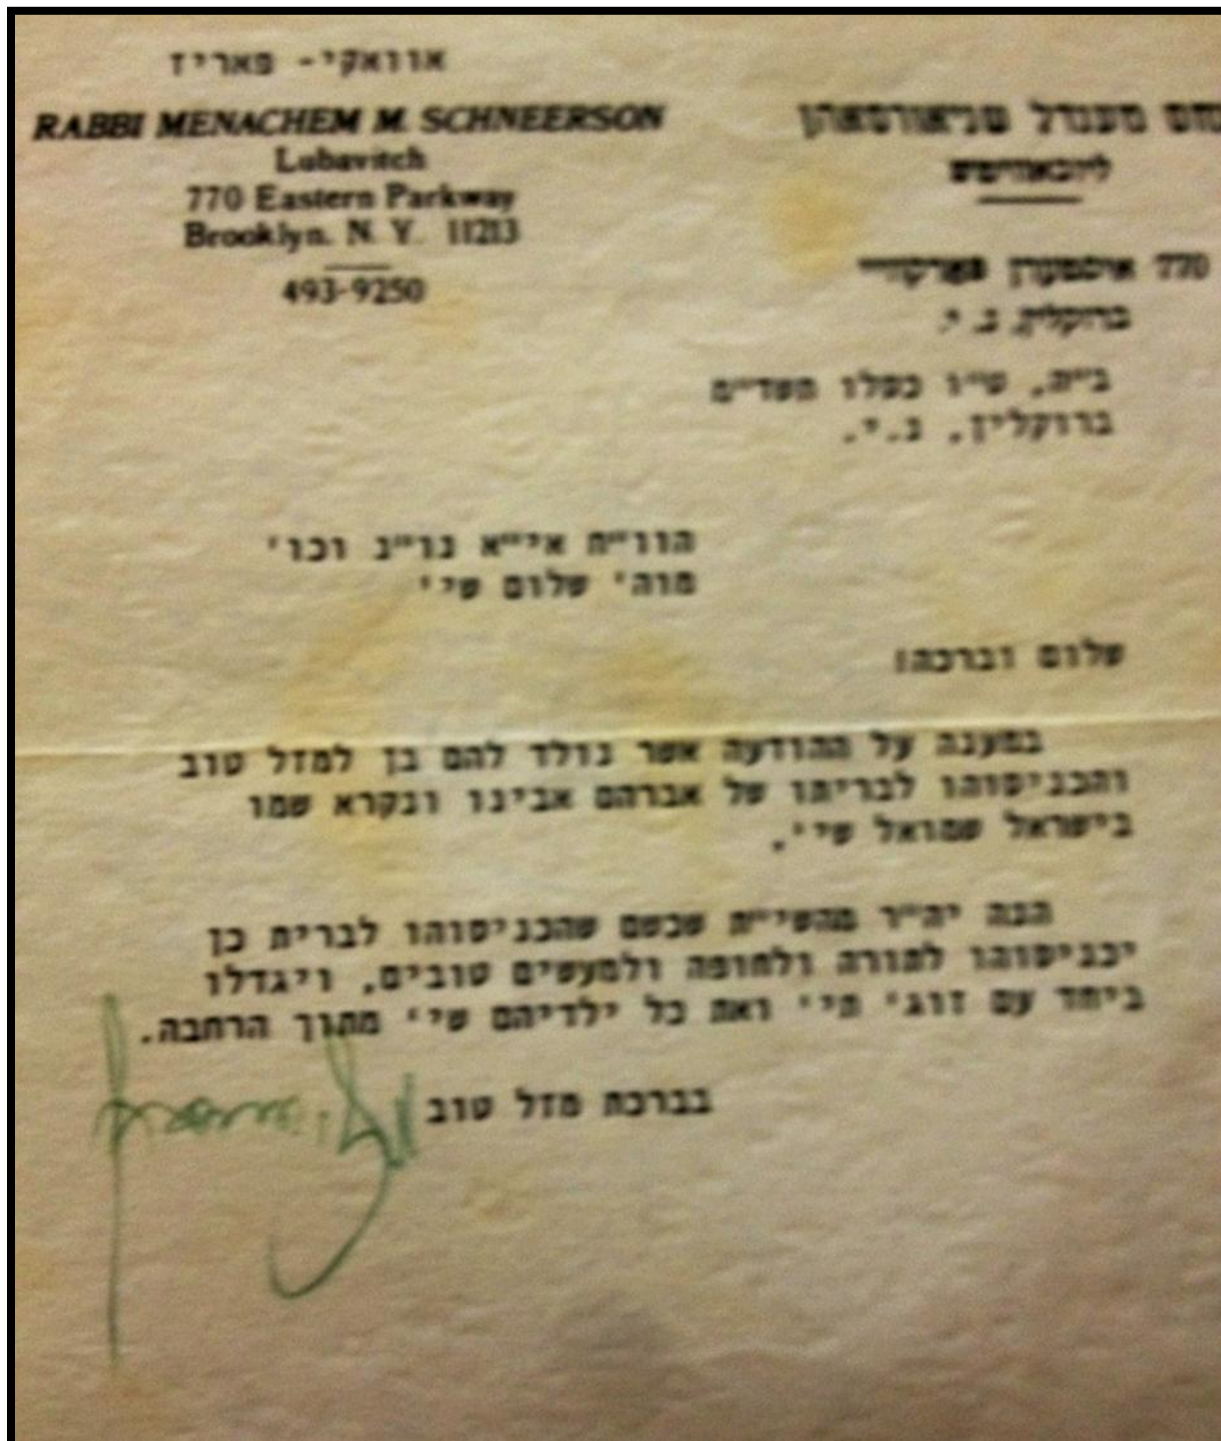 אוואקי- פאריז
RABBI MENACHEM M. SCHNEERSON
Lubavitch
770 Eastern Parkway
Brooklyn, N. Y. 11213
493-9250
מענדל שניאורסאהן
ליובאוויטש
770 איסטערן פארקוויי
ברוקלין, נ. י.
ב"ה, ט"ו כסלו תשד"מ
ברוקלין, נ.י.
הוו"ח אי"א נו"נ וכו'
מוה' שלום שי'
שלום וברכה!
במענה על ההודעה אשר נולד להם בן למזל טוב
והכניסוהו לבריתו של אברהם אבינו ונקרא שמו
בישראל שמואל שי',
הנה יה"ר מהשי"ת שכשם שהכניסוהו לברית כן
יכניסוהו לתורה ולחופה ולמעשים טובים, ויגדלו
ביחד עם זוג' תי' ואת כל ילדיהם שי' מתוך הרחבה.
בברכת מזל טוב